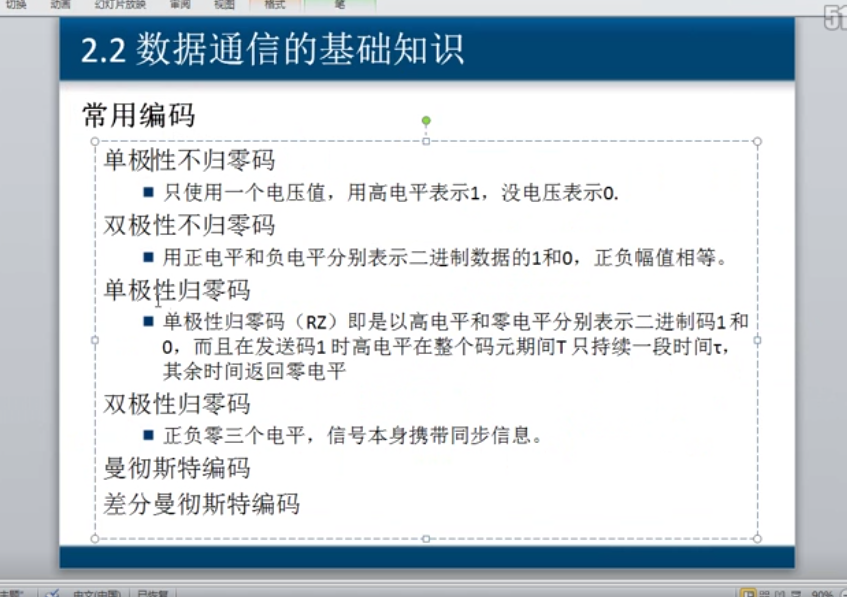 切换 动画 幻灯片放映 审阅 视图 格式 笔
51
2.2 数据通信的基础知识
常用编码
单极性不归零码
■ 只使用一个电压值，用高电平表示1，没电压表示0.
双极性不归零码
■ 用正电平和负电平分别表示二进制数据的1和0，正负幅值相等。
单极性归零码
■ 单极性归零码（RZ）即是以高电平和零电平分别表示二进制码1 和
0，而且在发送码1 时高电平在整个码元期间T 只持续一段时间τ，
其余时间返回零电平
双极性归零码
■ 正负零三个电平，信号本身携带同步信息。
曼彻斯特编码
差分曼彻斯特编码
中文(中国) 已恢复 90%